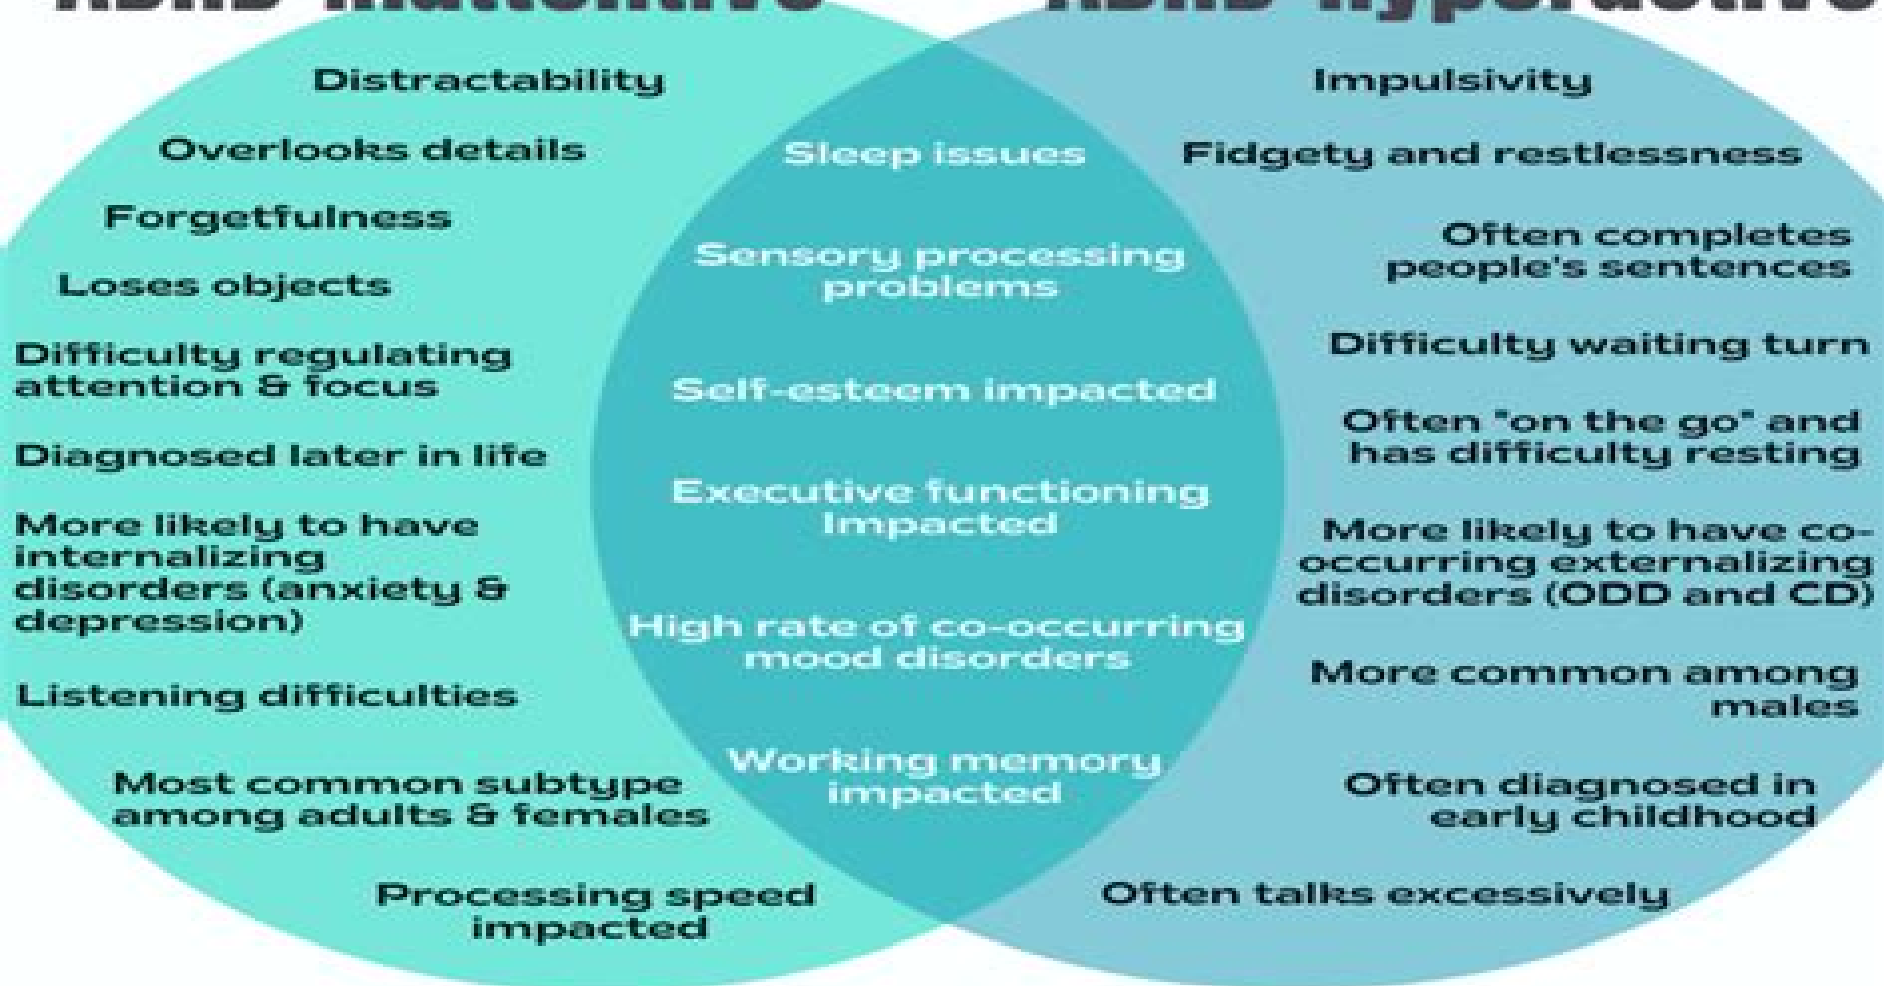 ADHD-Inattentive
ADHD-hyperactive
Distractability
Overlooks details
Forgetfulness
Loses objects
Difficulty regulating
attention & focus
Diagnosed later in life
More likely to have
internalizing
disorders (anxiety &
depression)
Listening difficulties
Most common subtype
among adults & females
Processing speed
impacted
Sleep issues
Sensory processing
problems
Self-esteem impacted
Executive functioning
Impacted
High rate of co-occurring
mood disorders
Working memory
impacted
Impulsivity
Fidgety and restlessness
Often completes
people's sentences
Difficulty waiting turn
Often "on the go" and
has difficulty resting
More likely to have co-
occurring externalizing
disorders (ODD and CD)
More common among
males
Often diagnosed in
early childhood
Often talks excessively